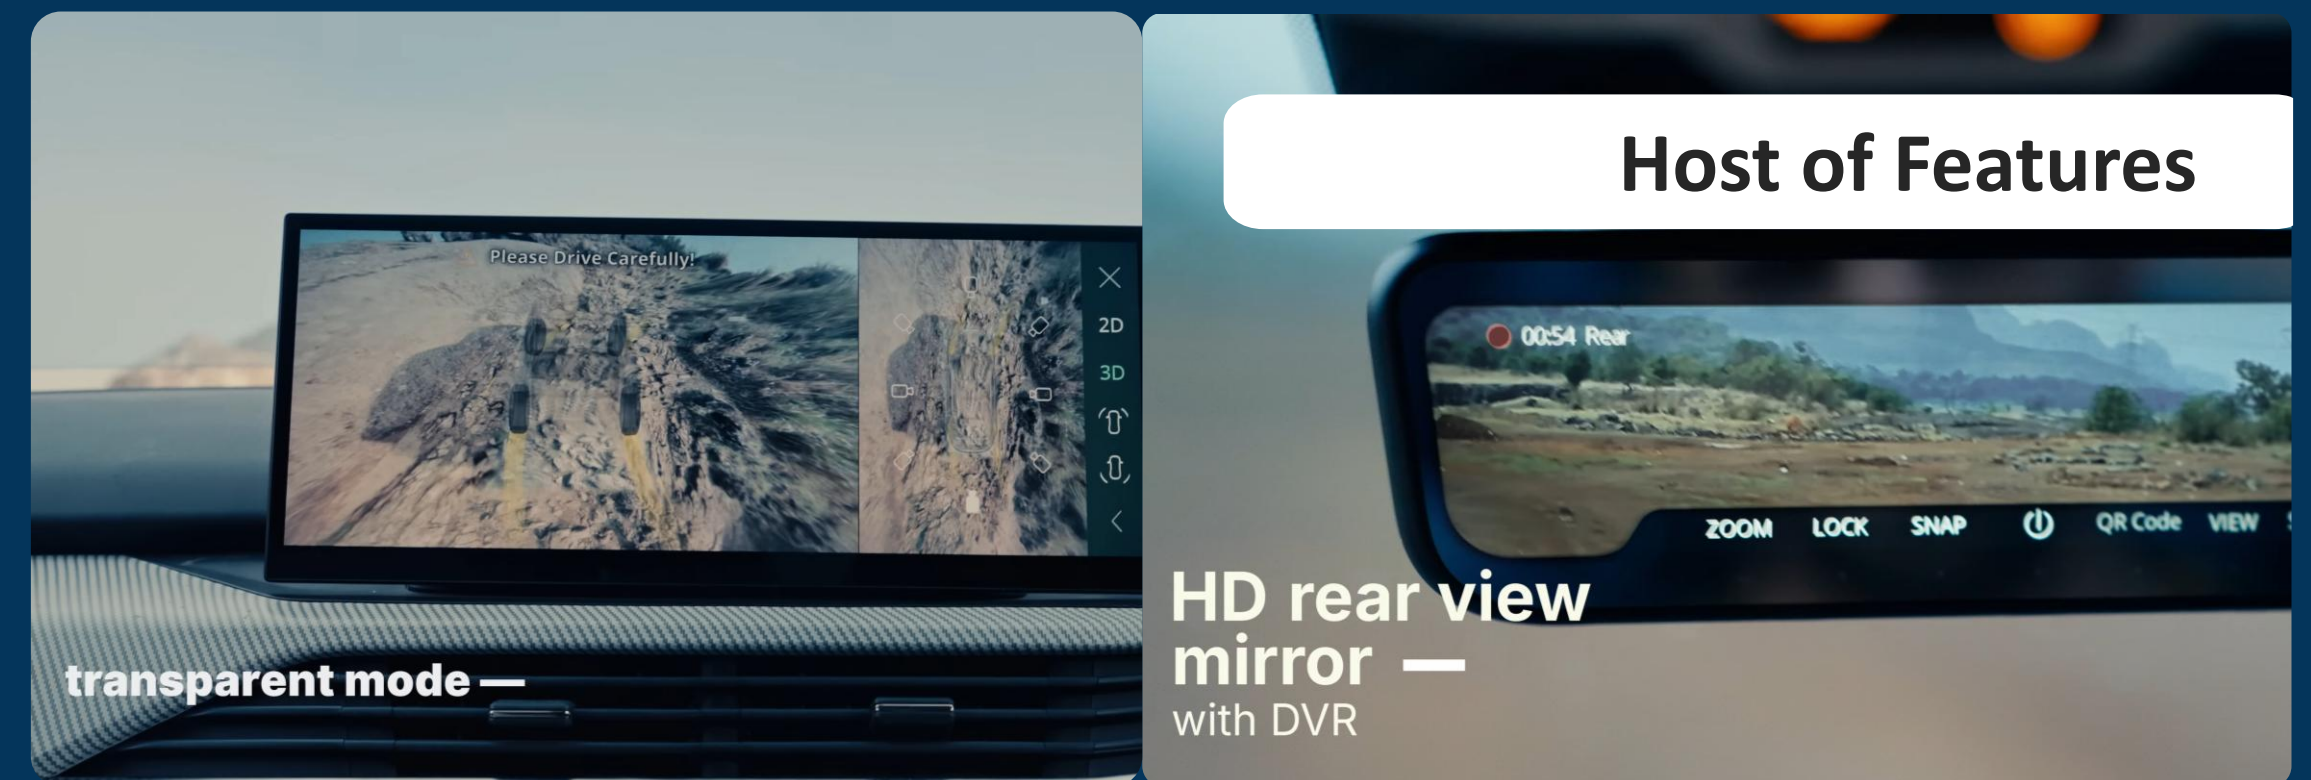 Please Drive Carefully!
2D
3D
transparent mode —
Host of Features
00:54 Rear
ZOOM LOCK SNAP QR Code VIEW
HD rear view
mirror —
with DVR